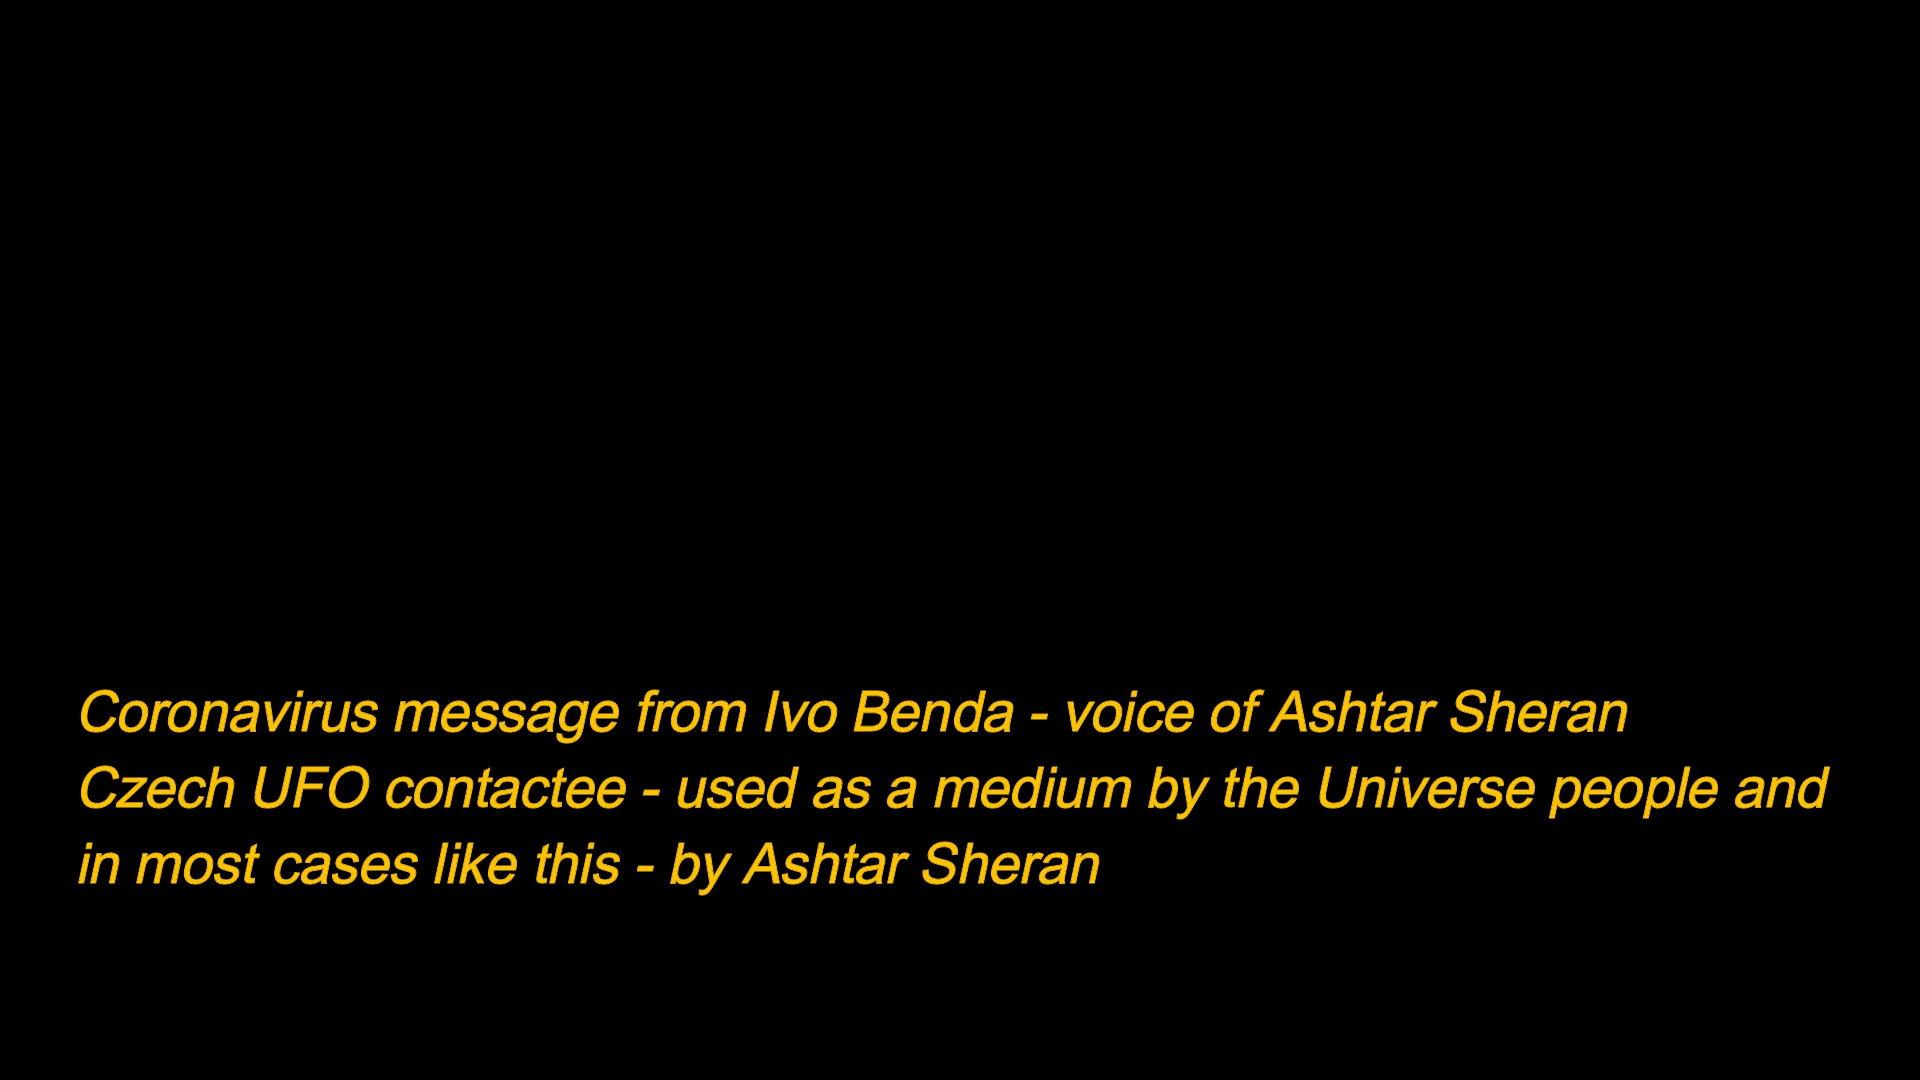 Coronavirus message from Ivo Benda - voice of Ashtar Sheran
Czech UFO contactee - used as a medium by the Universe people and
in most cases like this - by Ashtar Sheran